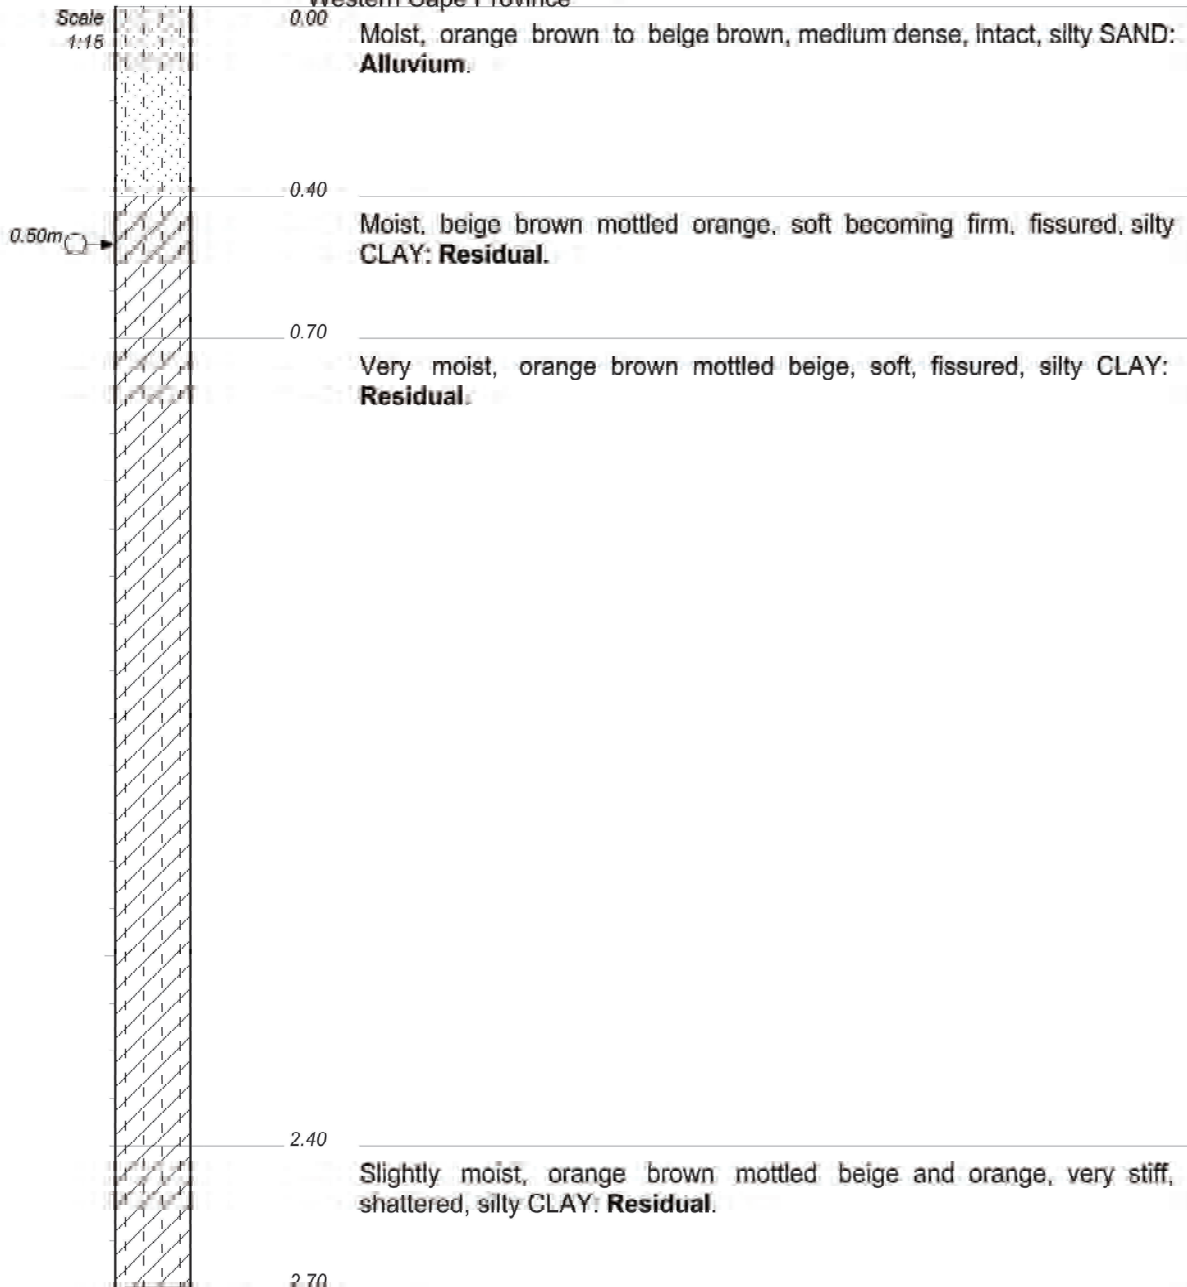 Western Cape Province
Scale
1:15
0.00
Moist, orange brown to beige brown, medium dense, intact, silty SAND:
Alluvium.
0.40
0.50m
Moist, beige brown mottled orange, soft becoming firm, fissured, silty
CLAY: Residual.
0.70
Very moist, orange brown mottled beige, soft, fissured, silty CLAY:
Residual.
2.40
Slightly moist, orange brown mottled beige and orange, very stiff,
shattered, silty CLAY: Residual.
2.70